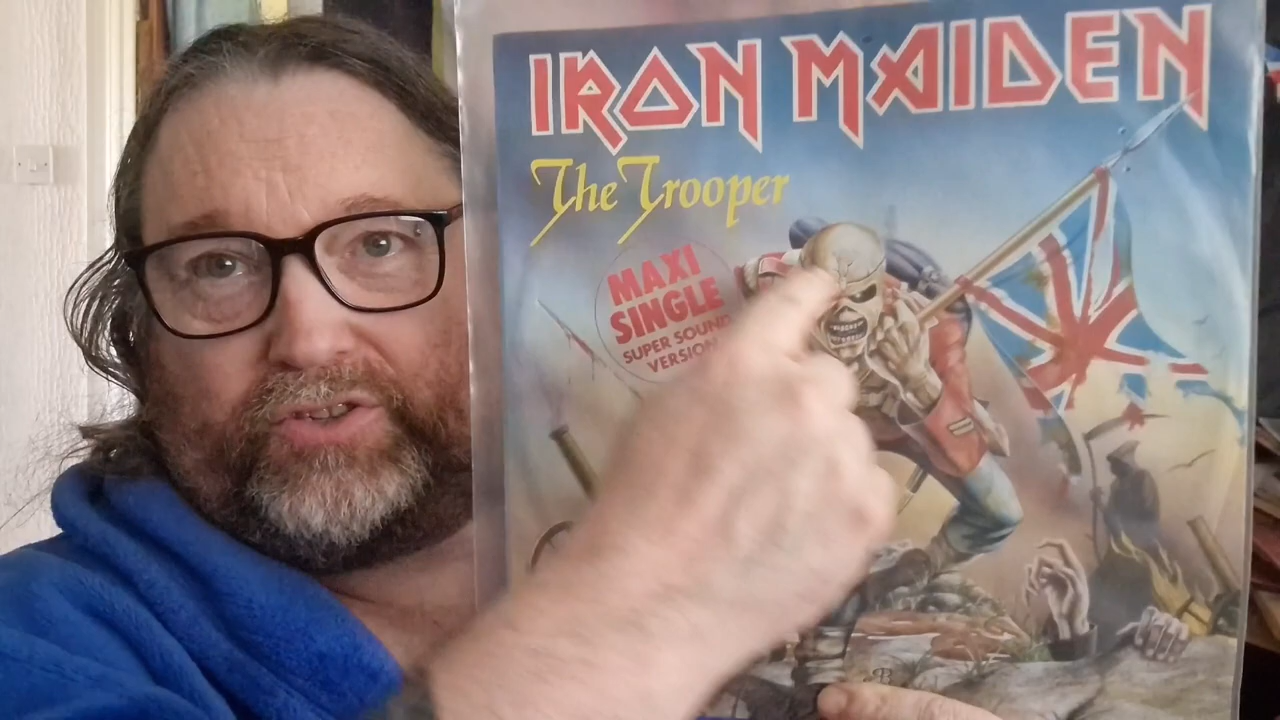 IRON MAIDEN
The Trooper
MAXI
SINGLE
SUPER SOUND
VERSION